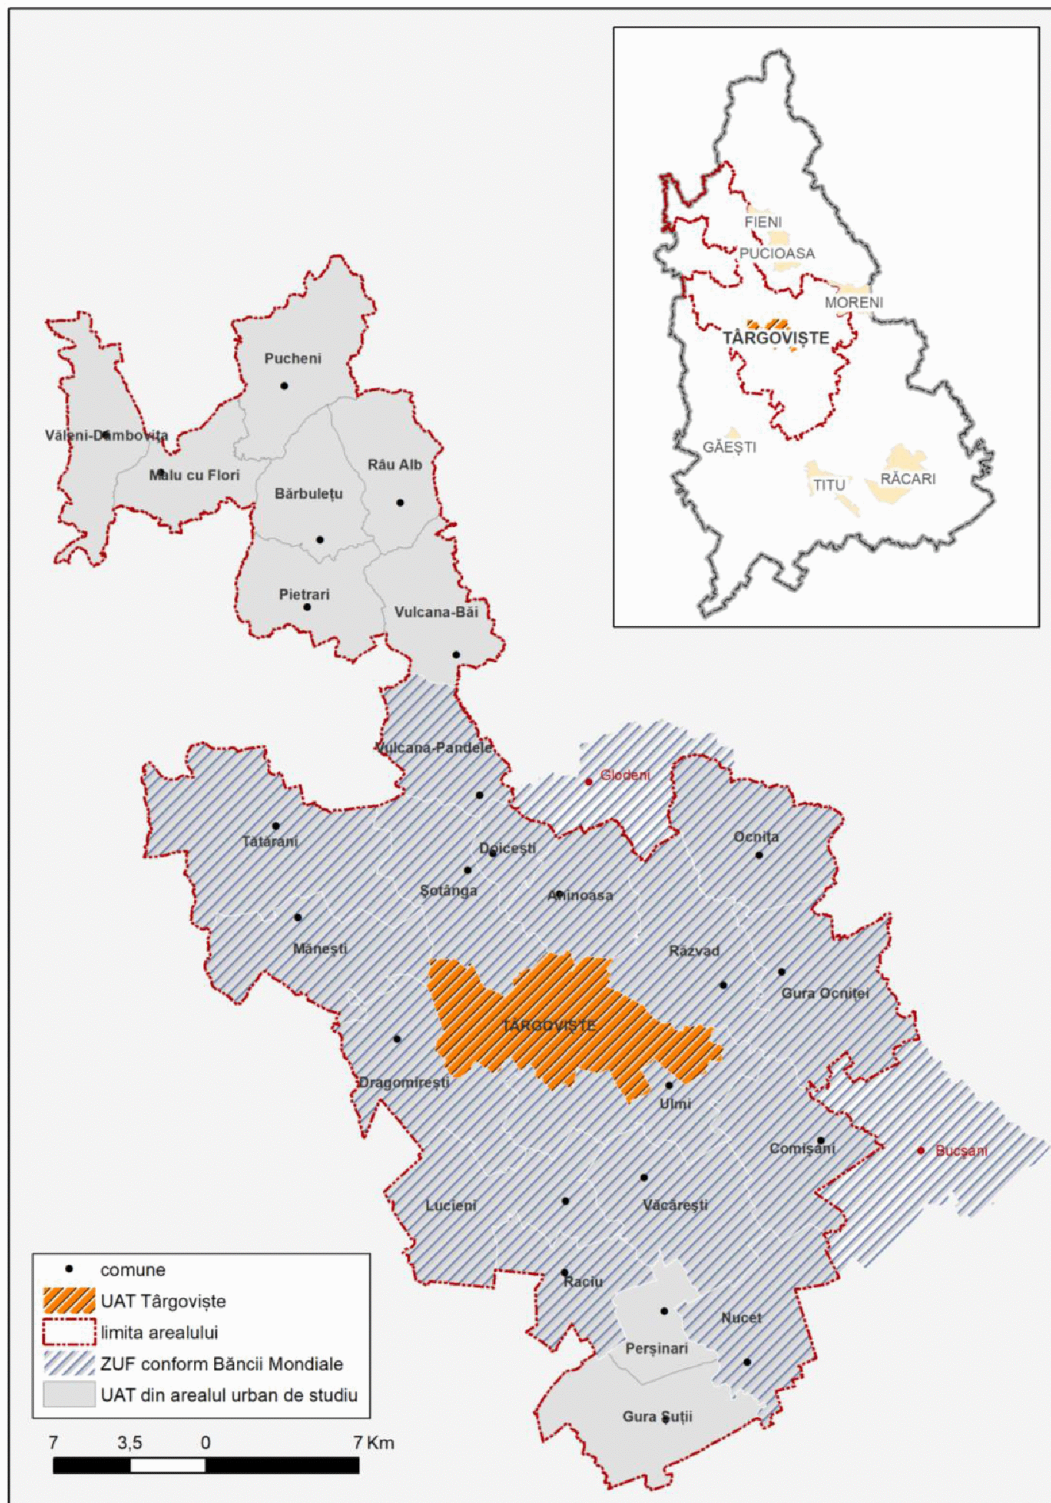 FIENI
PUCIOASA
MORENI
TÂRGOVIȘTE
GĂEȘTI
TITU
RĂCARI
Pucheni
Văleni-Dâmbovița
Malu cu Flori
Râu Alb
Bărbulețu
Pietrari
Vulcana-Băi
Vulcana-Pandele
Glodeni
Tătărani
Doicești
Ocnița
Șotânga
Aninoasa
Mănești
Răzvad
Gura Ocniței
TÂRGOVIȘTE
Dragomirești
Ulmi
Comișani
Bucșani
Lucieni
Văcărești
Raciu
Nucet
Perșinari
Gura Șuții
comune
UAT Târgoviște
limita arealului
ZUF conform Băncii Mondiale
UAT din arealul urban de studiu
7 3,5 0 7 Km